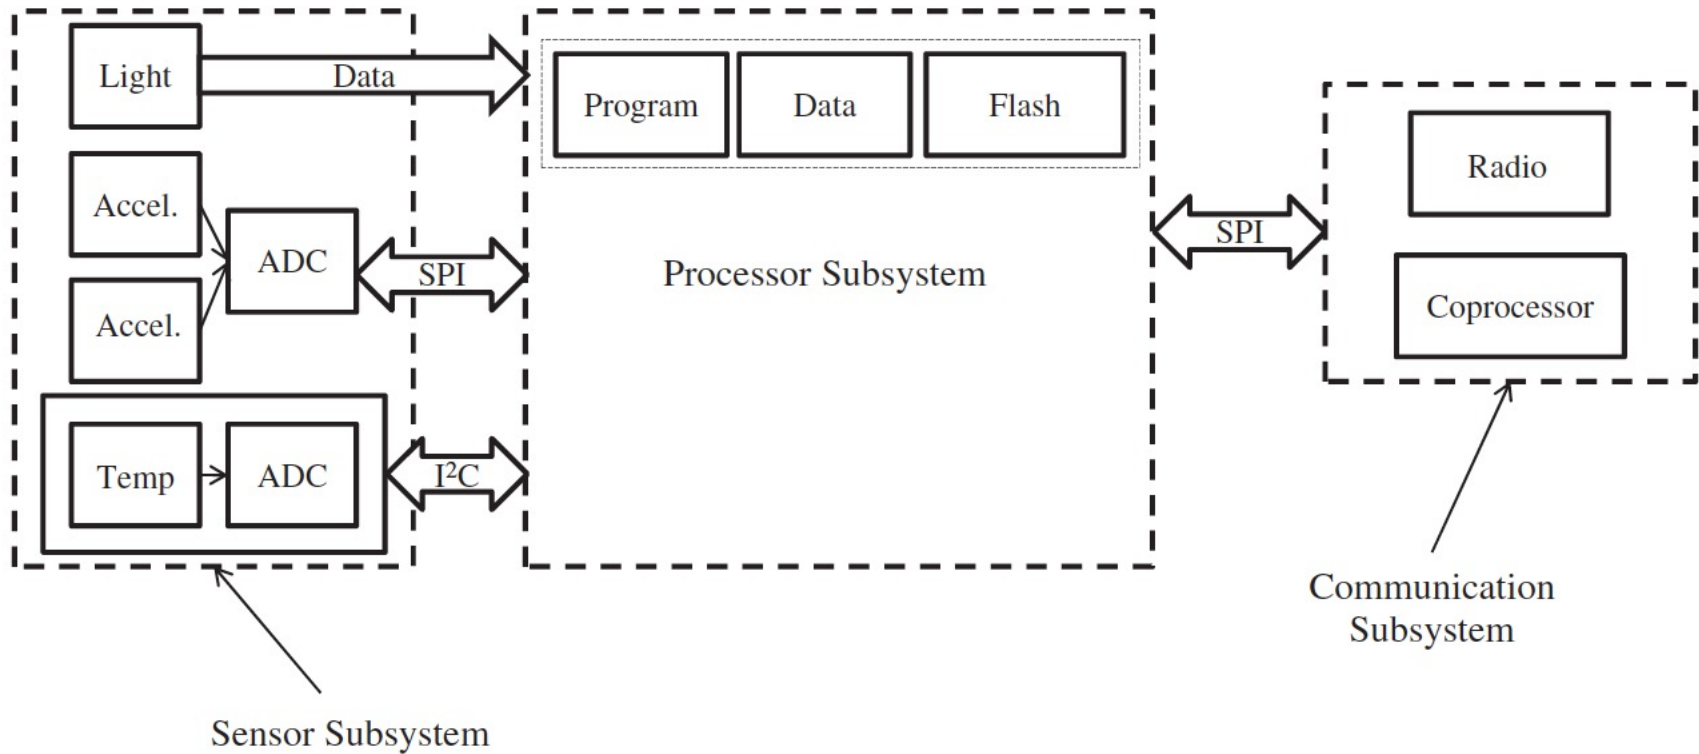 Light
Data
Program
Data
Flash
Radio
Accel.
ADC
SPI
SPI
Processor Subsystem
Accel.
Coprocessor
Temp
ADC
I²C
Communication
Subsystem
Sensor Subsystem